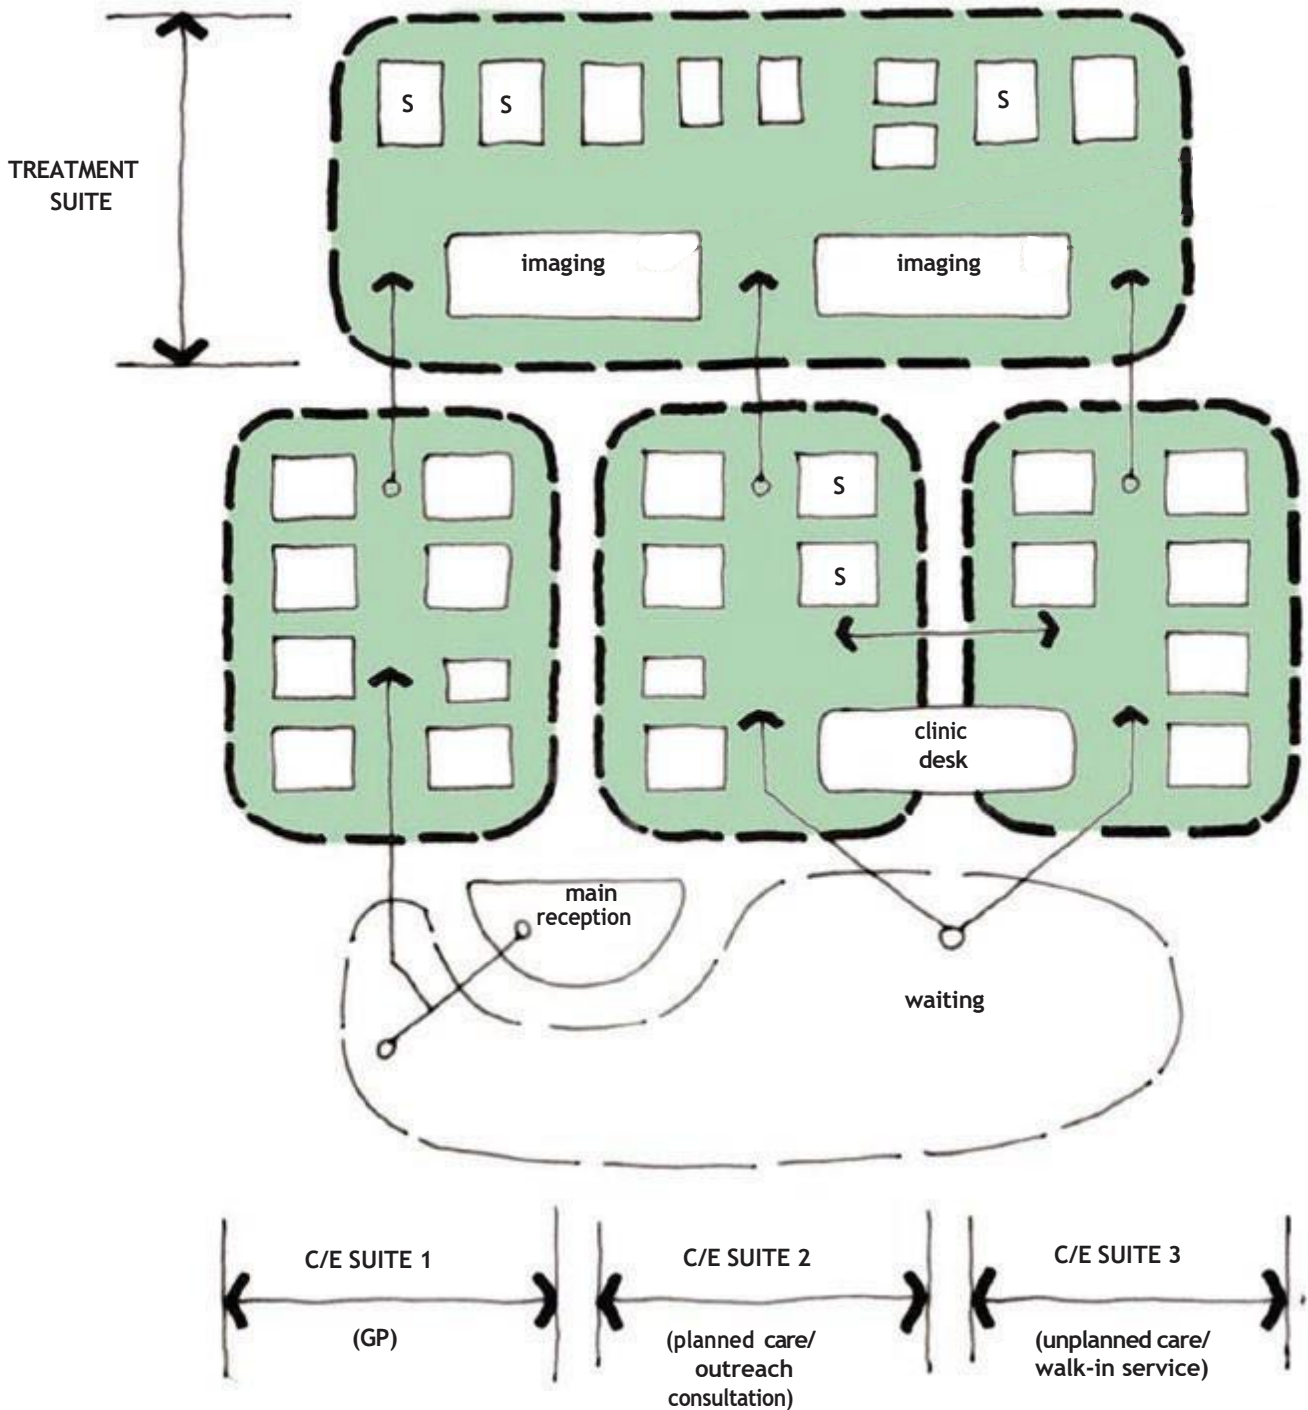 S
S
S
TREATMENT
SUITE
imaging
imaging
S
S
clinic
desk
main
reception
waiting
C/E SUITE 1
(GP)
C/E SUITE 2
(planned care/
outreach
consultation)
C/E SUITE 3
(unplanned care/
walk-in service)